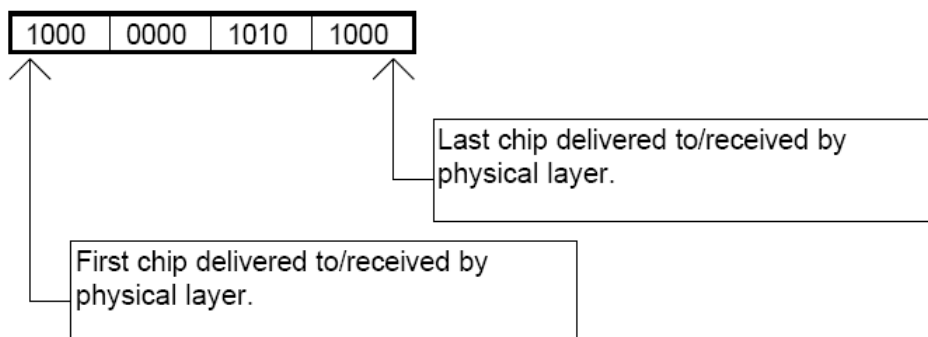 1000 0000 1010 1000
Last chip delivered to/received by
physical layer.
First chip delivered to/received by
physical layer.